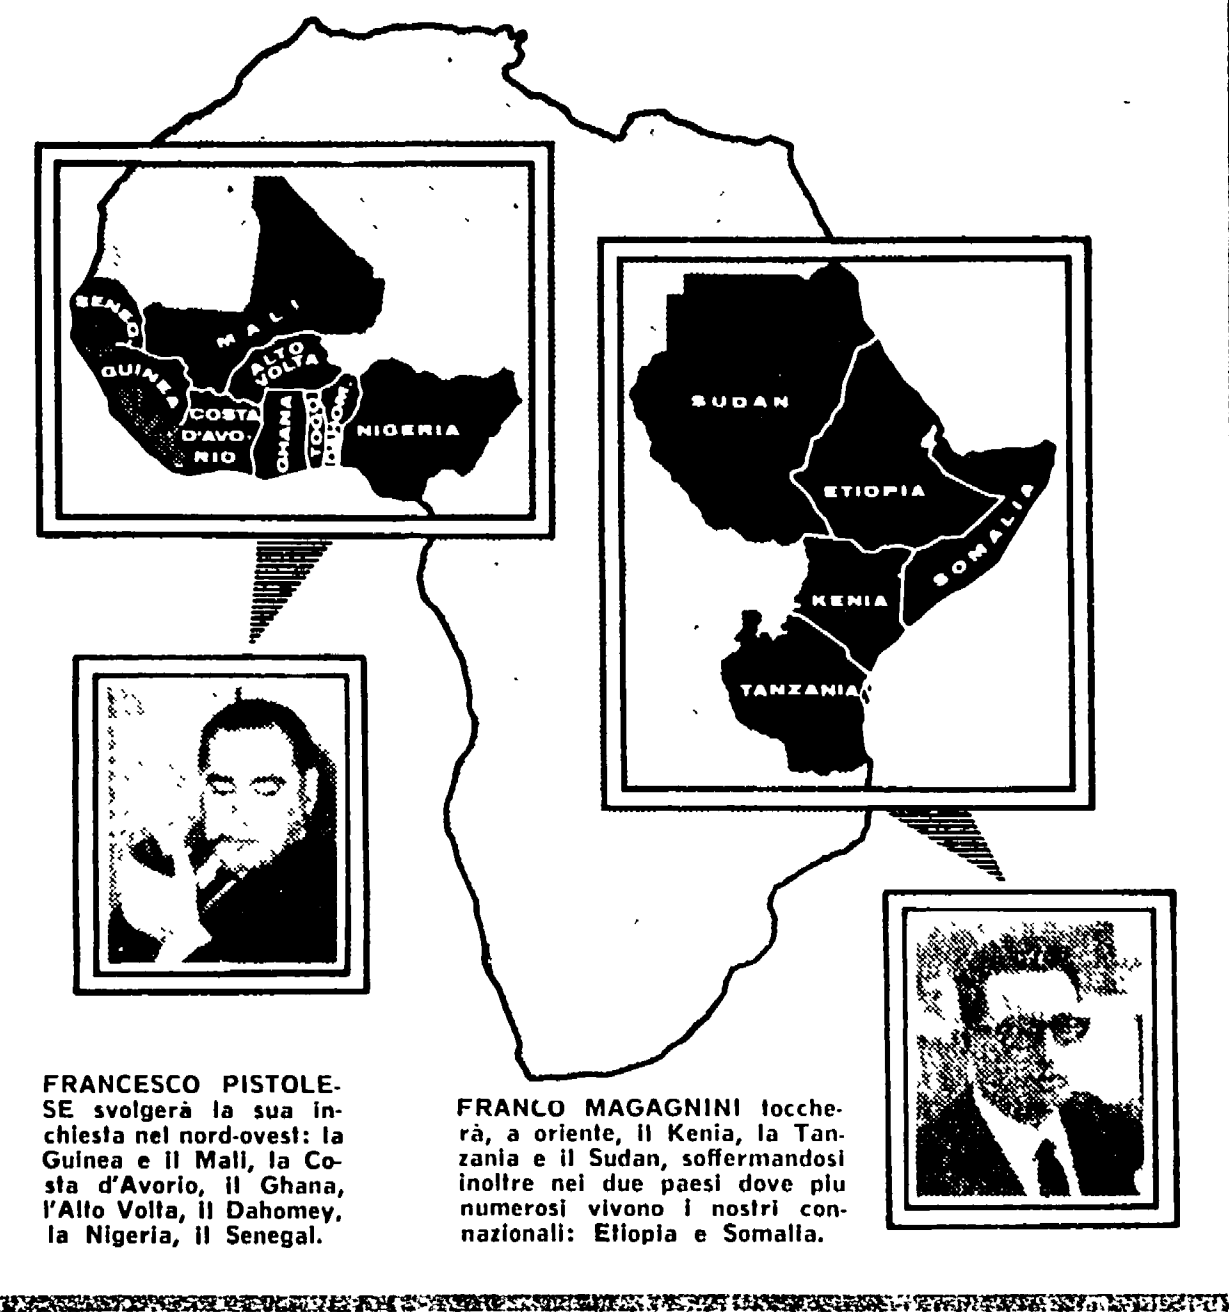 SENEG.
MALI
GUINEA
ALTO
VOLTA
COSTA
D'AVO-
RIO
GHANA
TOGO
DAHOM.
NIGERIA
SUDAN
ETIOPIA
SOMALIA
KENIA
TANZANIA
FRANCESCO PISTOLE-
SE svolgerà la sua in-
chiesta nel nord-ovest: la
Guinea e il Mali, la Co-
sta d'Avorio, il Ghana,
l'Alto Volta, il Dahomey,
la Nigeria, il Senegal.
FRANCO MAGAGNINI tocche-
rà, a oriente, il Kenia, la Tan-
zania e il Sudan, soffermandosi
inoltre nei due paesi dove piu
numerosi vivono i nostri con-
nazionali: Etiopia e Somalia.